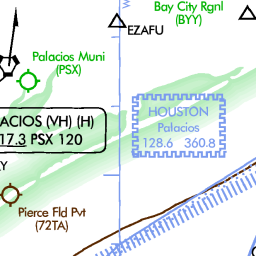 Bay City Rgnl
(BYY)
EZAFU
Palacios Muni
(PSX)
ACIOS (VH) (H)
17.3 PSX 120
HOUSTON
Palacios
128.6 360.8
Pierce Fld Pvt
(72TA)